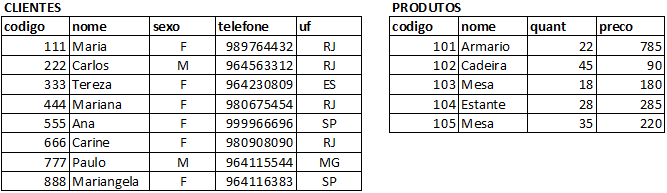 CLIENTES
codigo nome sexo telefone uf
111 Maria F 989764432 RJ
222 Carlos M 964563312 RJ
333 Tereza F 964230809 ES
444 Mariana F 980675454 RJ
555 Ana F 999966696 SP
666 Carine F 980908090 RJ
777 Paulo M 964115544 MG
888 Mariangela F 964116383 SP
PRODUTOS
codigo nome quant preco
101 Armario 22 785
102 Cadeira 45 90
103 Mesa 18 180
104 Estante 28 285
105 Mesa 35 220